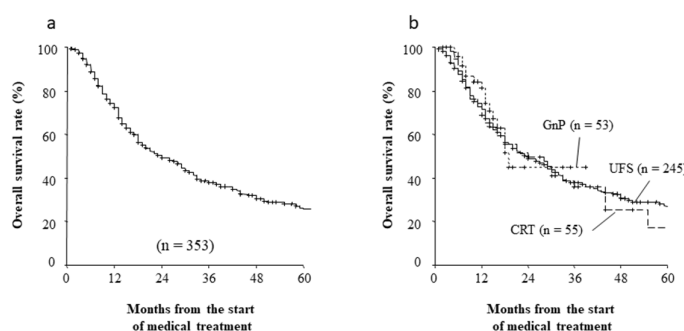 a
Overall survival rate (%)
100
80
60
40
20
0
(n = 353)
0 12 24 36 48 60
Months from the start
of medical treatment
b
Overall survival rate (%)
100
80
60
40
20
0
GnP (n = 53)
UFS (n = 245)
CRT (n = 55)
0 12 24 36 48 60
Months from the start
of medical treatment